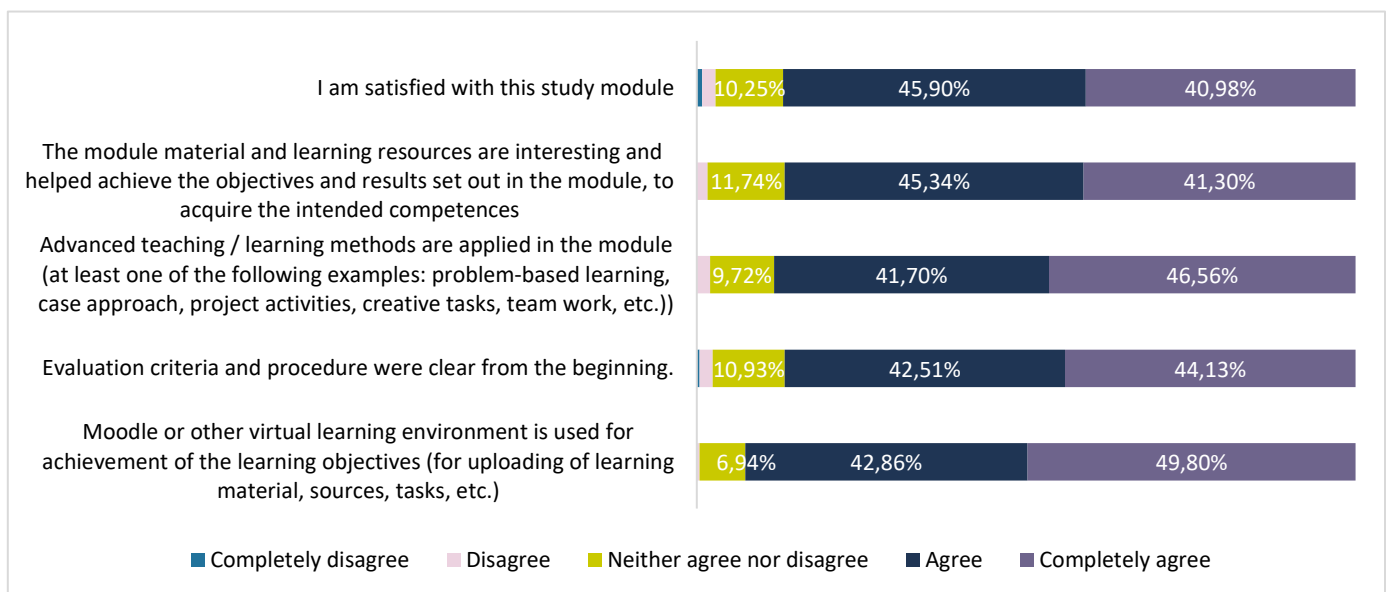 I am satisfied with this study module
10,25% 45,90% 40,98%
The module material and learning resources are interesting and
helped achieve the objectives and results set out in the module, to
acquire the intended competences
11,74% 45,34% 41,30%
Advanced teaching / learning methods are applied in the module
(at least one of the following examples: problem-based learning,
case approach, project activities, creative tasks, team work, etc.))
9,72% 41,70% 46,56%
Evaluation criteria and procedure were clear from the beginning.
10,93% 42,51% 44,13%
Moodle or other virtual learning environment is used for
achievement of the learning objectives (for uploading of learning
material, sources, tasks, etc.)
6,94% 42,86% 49,80%
Completely disagree Disagree Neither agree nor disagree Agree Completely agree